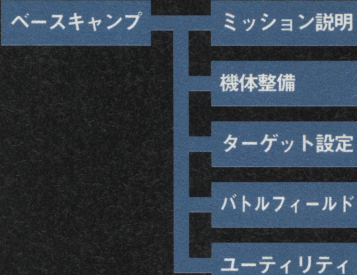 ベースキャンプ
ミッション説明
機体整備
ターゲット設定
バトルフィールド
ユーティリティ